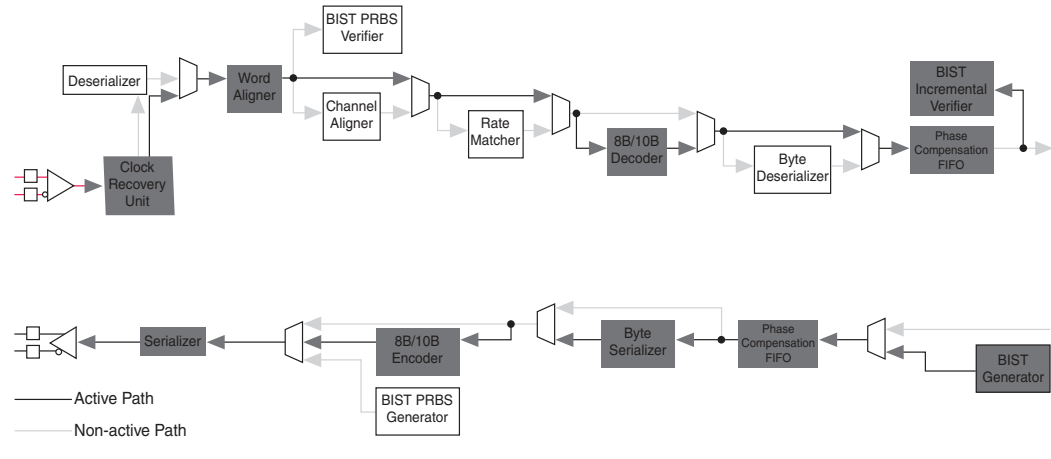 BIST PRBS
Verifier
Deserializer
Word
Aligner
Channel
Aligner
Rate
Matcher
8B/10B
Decoder
Byte
Deserializer
BIST
Incremental
Verifier
Phase
Compensation
FIFO
Clock
Recovery
Unit
Serializer
8B/10B
Encoder
BIST PRBS
Generator
Byte
Serializer
Phase
Compensation
FIFO
BIST
Generator
Active Path
Non-active Path